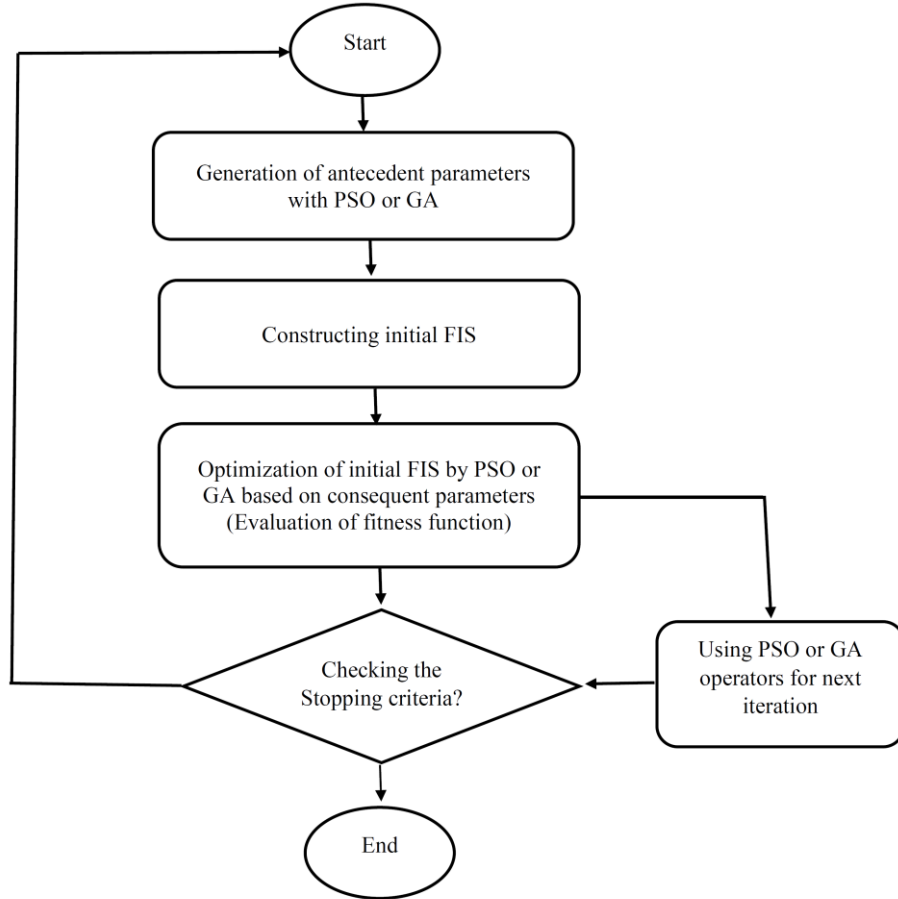 Start
Generation of antecedent parameters
with PSO or GA
Constructing initial FIS
Optimization of initial FIS by PSO or
GA based on consequent parameters
(Evaluation of fitness function)
Using PSO or GA
operators for next
iteration
Checking the
Stopping criteria?
End